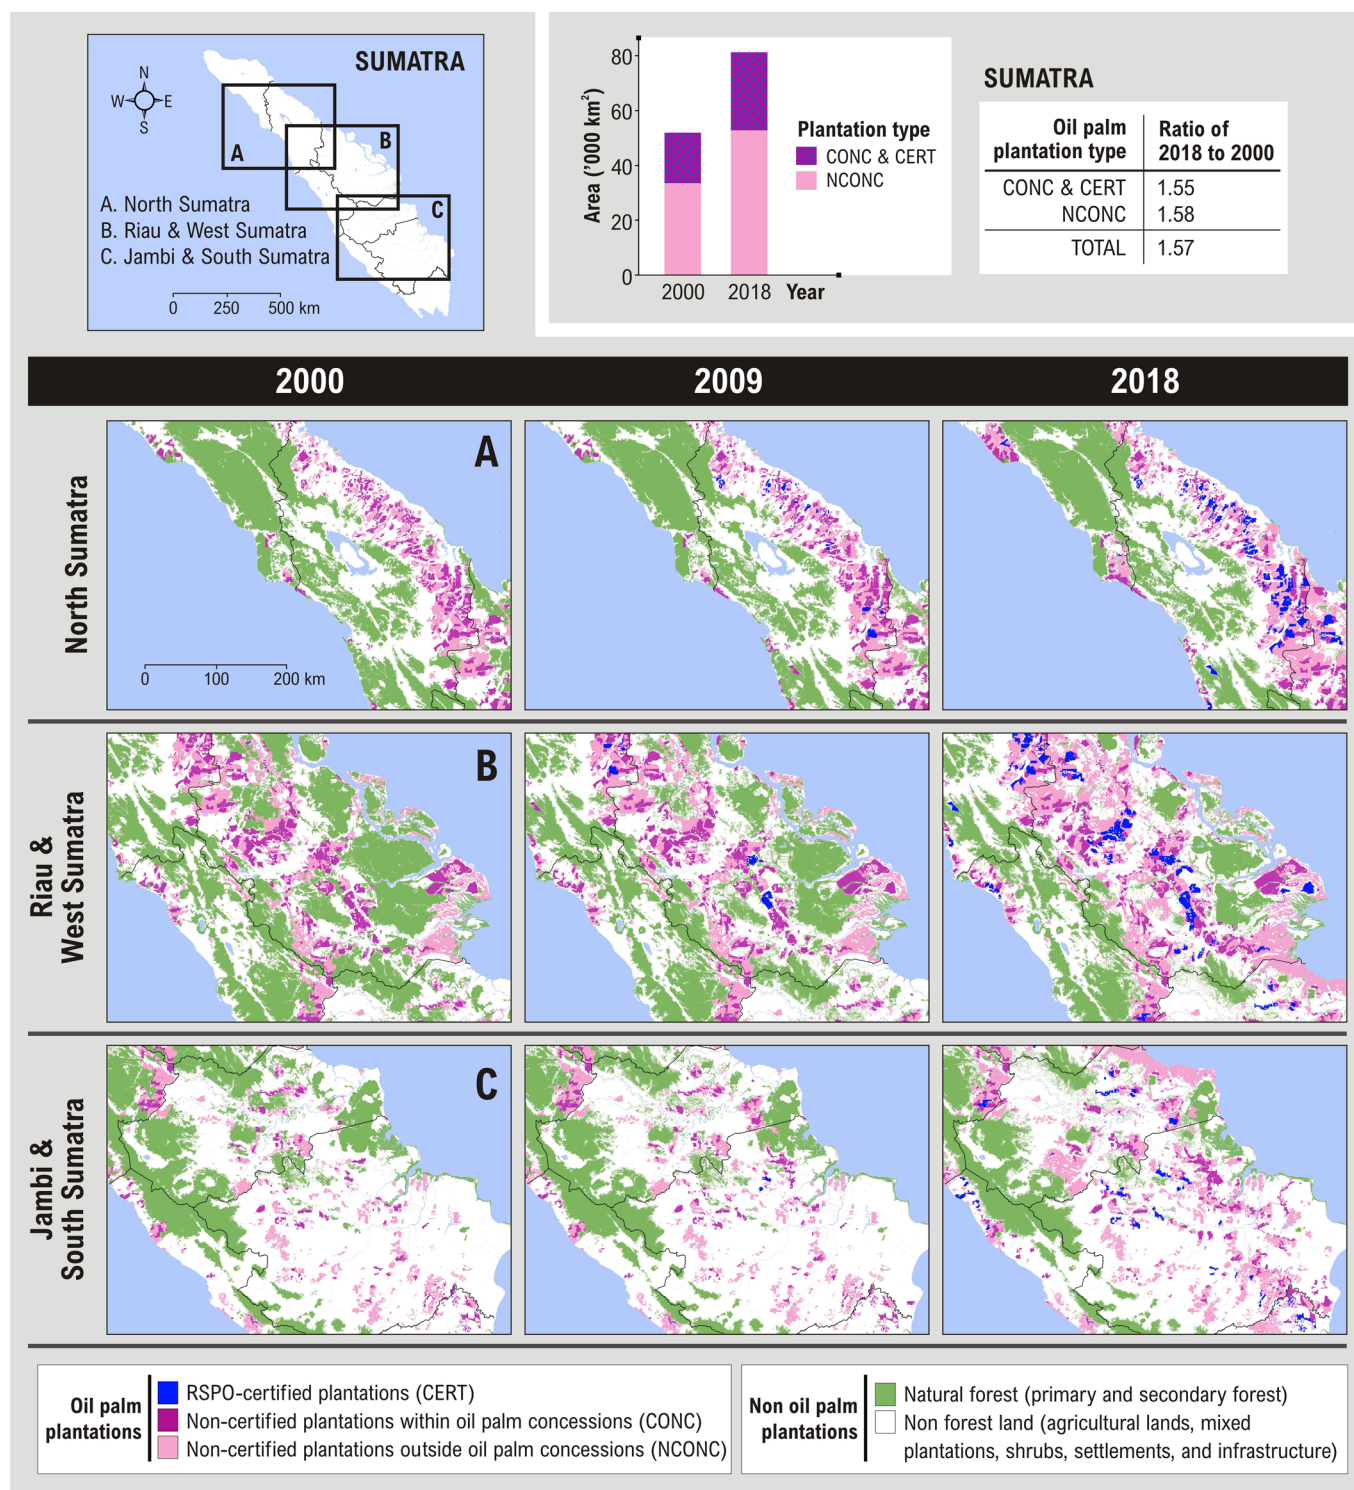 SUMATRA
N
W
E
S
A
B
C
A. North Sumatra
B. Riau & West Sumatra
C. Jambi & South Sumatra
0 250 500 km
Area ('000 km²)
80
60
40
20
0
2000 2018 Year
Plantation type
CONC & CERT
NCONC
SUMATRA
Oil palm plantation type
Ratio of 2018 to 2000
CONC & CERT 1.55
NCONC 1.58
TOTAL 1.57
2000 2009 2018
North Sumatra
A
0 100 200 km
Riau &
West Sumatra
B
Jambi &
South Sumatra
C
Oil palm
plantations
RSPO-certified plantations (CERT)
Non-certified plantations within oil palm concessions (CONC)
Non-certified plantations outside oil palm concessions (NCONC)
Non oil palm
plantations
Natural forest (primary and secondary forest)
Non forest land (agricultural lands, mixed
plantations, shrubs, settlements, and infrastructure)